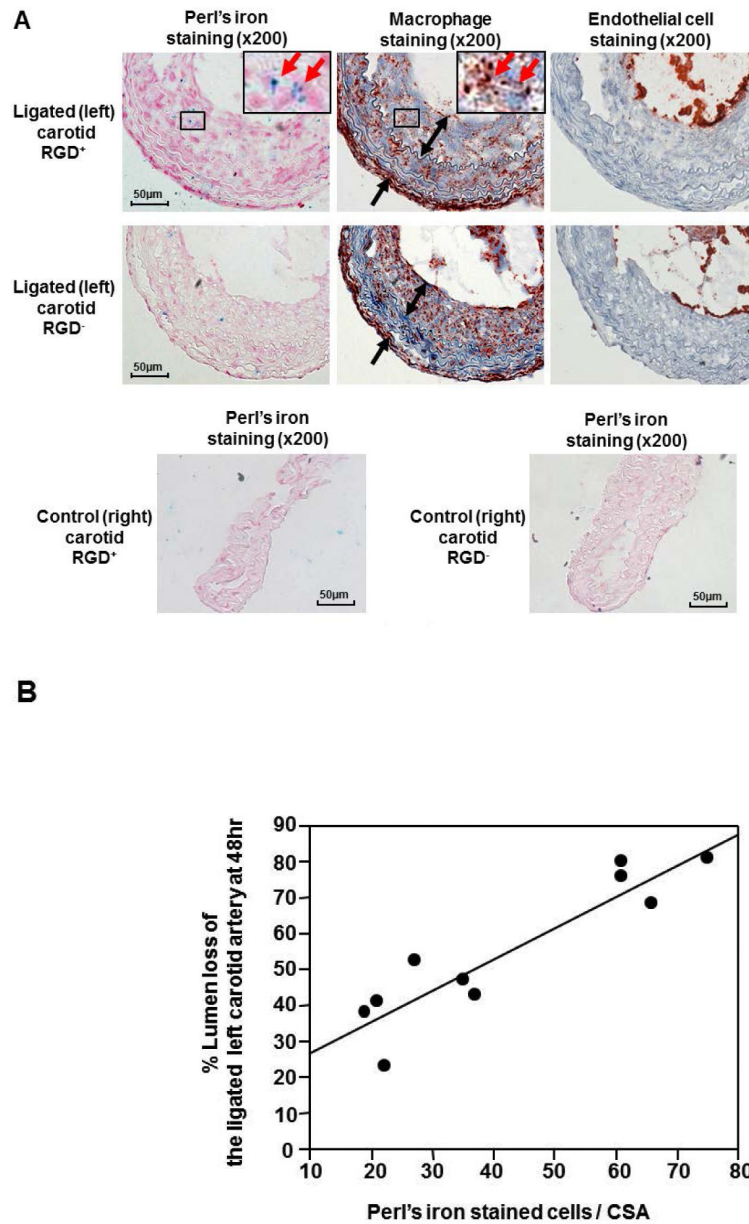 A
Perl's iron
staining (x200)
Macrophage
staining (x200)
Endothelial cell
staining (x200)
Ligated (left)
carotid
RGD⁺
50µm
Ligated (left)
carotid
RGD⁻
50µm
Perl's iron
staining (x200)
Perl's iron
staining (x200)
Control (right)
carotid
RGD⁺
50µm
Control (right)
carotid
RGD⁻
50µm
B
% Lumen loss of
the ligated left carotid artery at 48hr
90
80
70
60
50
40
30
20
10
0
10 20 30 40 50 60 70 80
Perl's iron stained cells / CSA